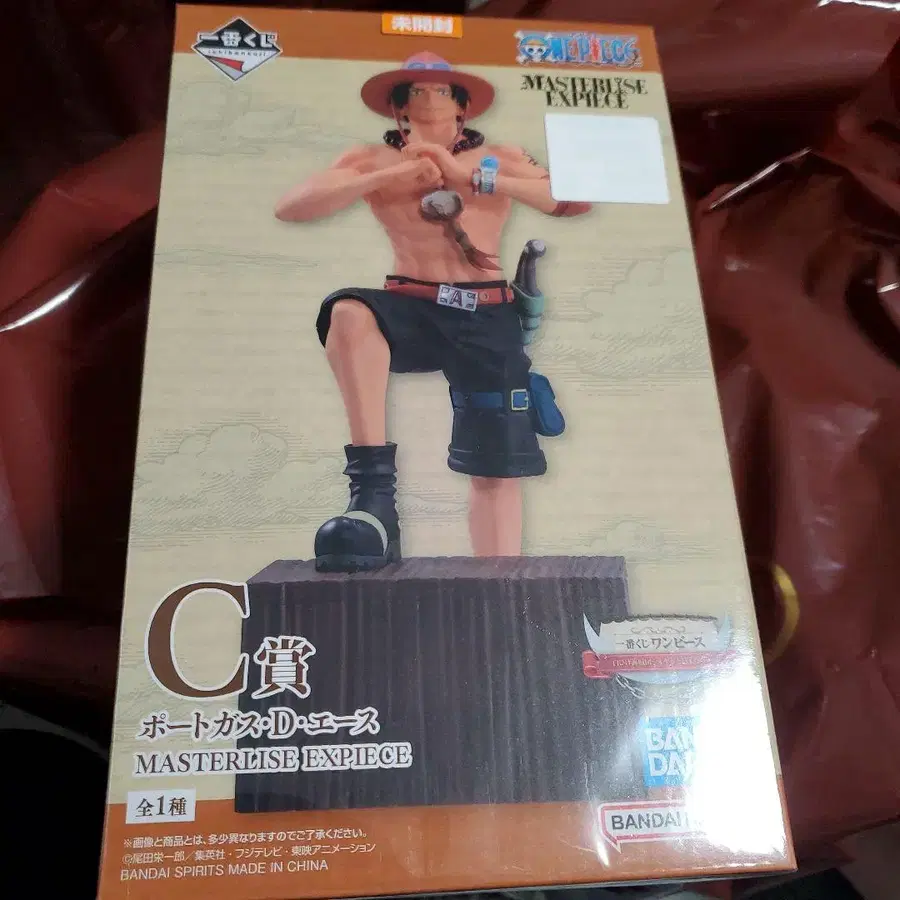 未開封
一番くじ
ichibankuji
ONE PIECE
MASTERLISE
EXPIECE
A
一番くじ ワンピース
C賞
ポートガス・D・エース
MASTERLISE EXPIECE
全1種
BAN
DAI
BANDAI
※画像と商品とは、多少異なりますのでご了承ください。
©尾田栄一郎/集英社・フジテレビ・東映アニメーション
BANDAI SPIRITS MADE IN CHINA